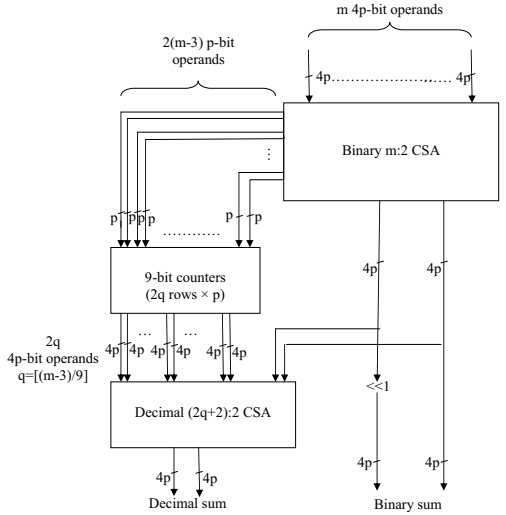 m 4p-bit operands
2(m-3) p-bit
operands
4p.......................... 4p
Binary m:2 CSA
⋮
p p p p ............. p p
9-bit counters
(2q rows × p)
4p 4p
2q
4p-bit operands
q=[(m-3)/9]
4p 4p ... 4p 4p ... 4p 4p
<<1
Decimal (2q+2):2 CSA
4p 4p 4p 4p
Decimal sum Binary sum